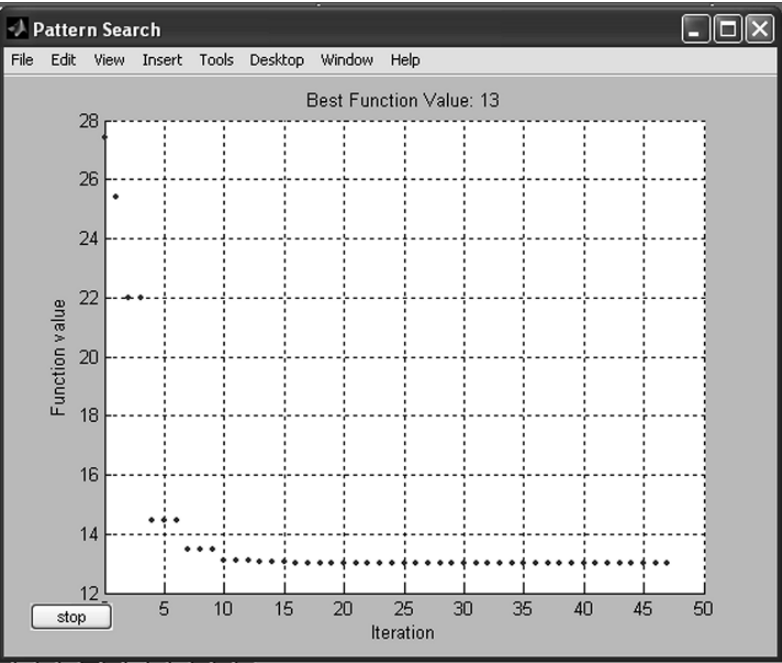 Pattern Search
File Edit View Insert Tools Desktop Window Help
Best Function Value: 13
28
26
24
22
20
18
16
14
12
Function value
5 10 15 20 25 30 35 40 45 50
Iteration
stop